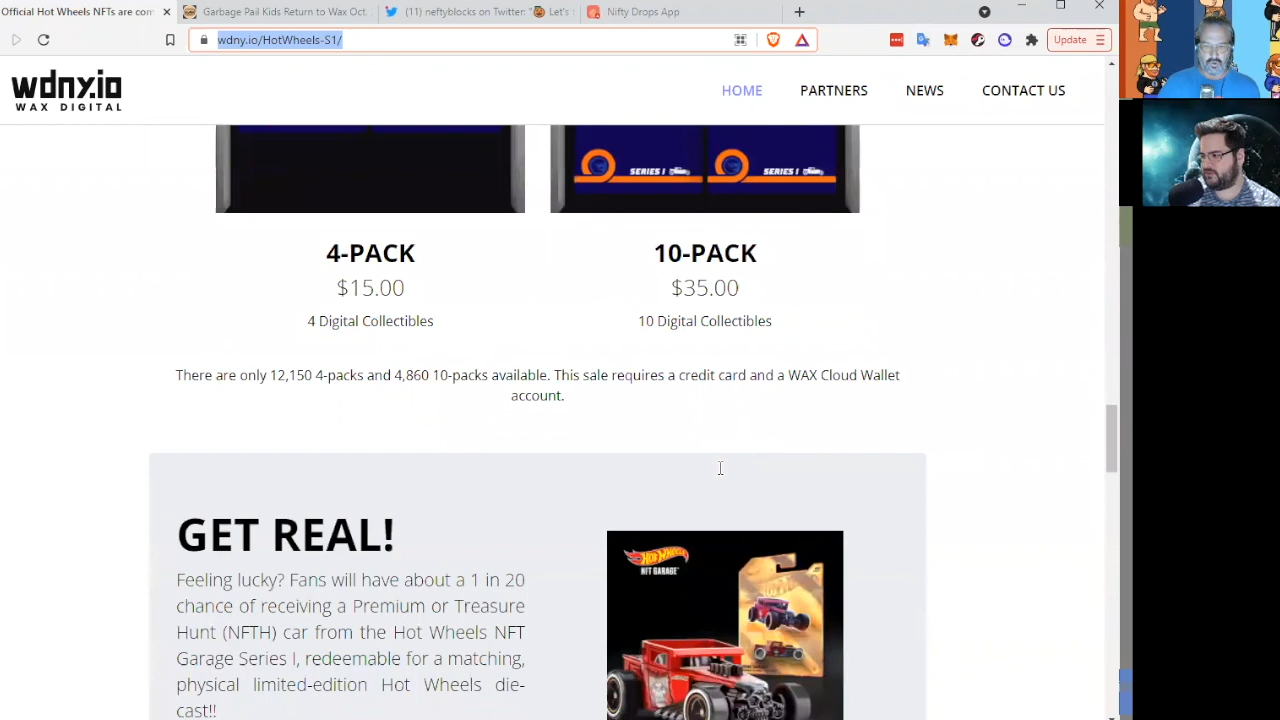 Official Hot Wheels NFTs are com
Garbage Pail Kids Return to Wax Oct.
(11) neftyblocks on Twitter: "🎃 Let's
Nifty Drops App
wdny.io/HotWheels-S1/
Update
wdny.io
WAX DIGITAL
HOME
PARTNERS
NEWS
CONTACT US
SERIES I
SERIES I
4-PACK
10-PACK
$15.00
$35.00
4 Digital Collectibles
10 Digital Collectibles
There are only 12,150 4-packs and 4,860 10-packs available. This sale requires a credit card and a WAX Cloud Wallet
account.
GET REAL!
Feeling lucky? Fans will have about a 1 in 20
chance of receiving a Premium or Treasure
Hunt (NFTH) car from the Hot Wheels NFT
Garage Series I, redeemable for a matching,
physical limited-edition Hot Wheels die-
cast!!
Hot Wheels
NFT GARAGE